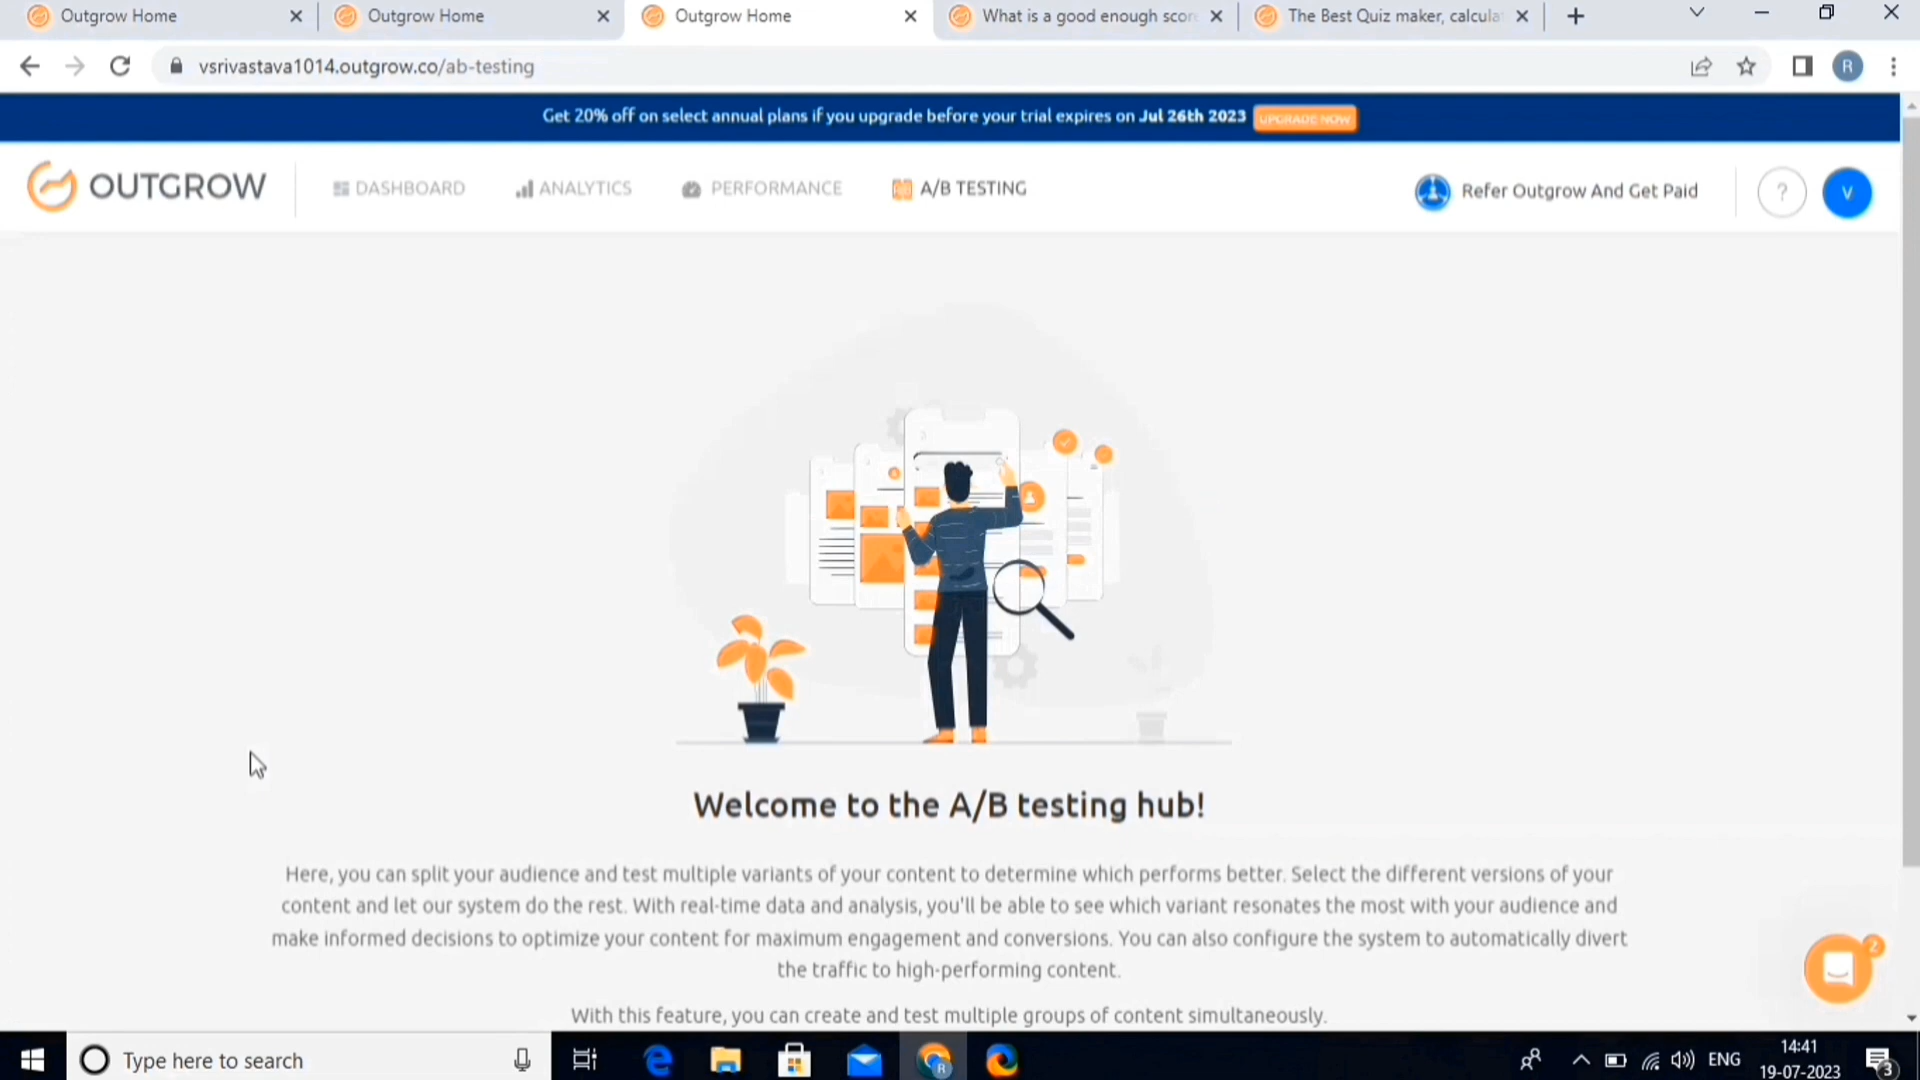 Outgrow Home
Outgrow Home
Outgrow Home
What is a good enough scor
The Best Quiz maker, calcula
vsrivastava1014.outgrow.co/ab-testing
R
Get 20% off on select annual plans if you upgrade before your trial expires on Jul 26th 2023 UPGRADE NOW
OUTGROW
DASHBOARD
ANALYTICS
PERFORMANCE
A/B TESTING
Refer Outgrow And Get Paid
?
V
Welcome to the A/B testing hub!
Here, you can split your audience and test multiple variants of your content to determine which performs better. Select the different versions of your
content and let our system do the rest. With real-time data and analysis, you'll be able to see which variant resonates the most with your audience and
make informed decisions to optimize your content for maximum engagement and conversions. You can also configure the system to automatically divert
the traffic to high-performing content.
With this feature, you can create and test multiple groups of content simultaneously.
2
Type here to search
R
ENG
14:41
19-07-2023
3